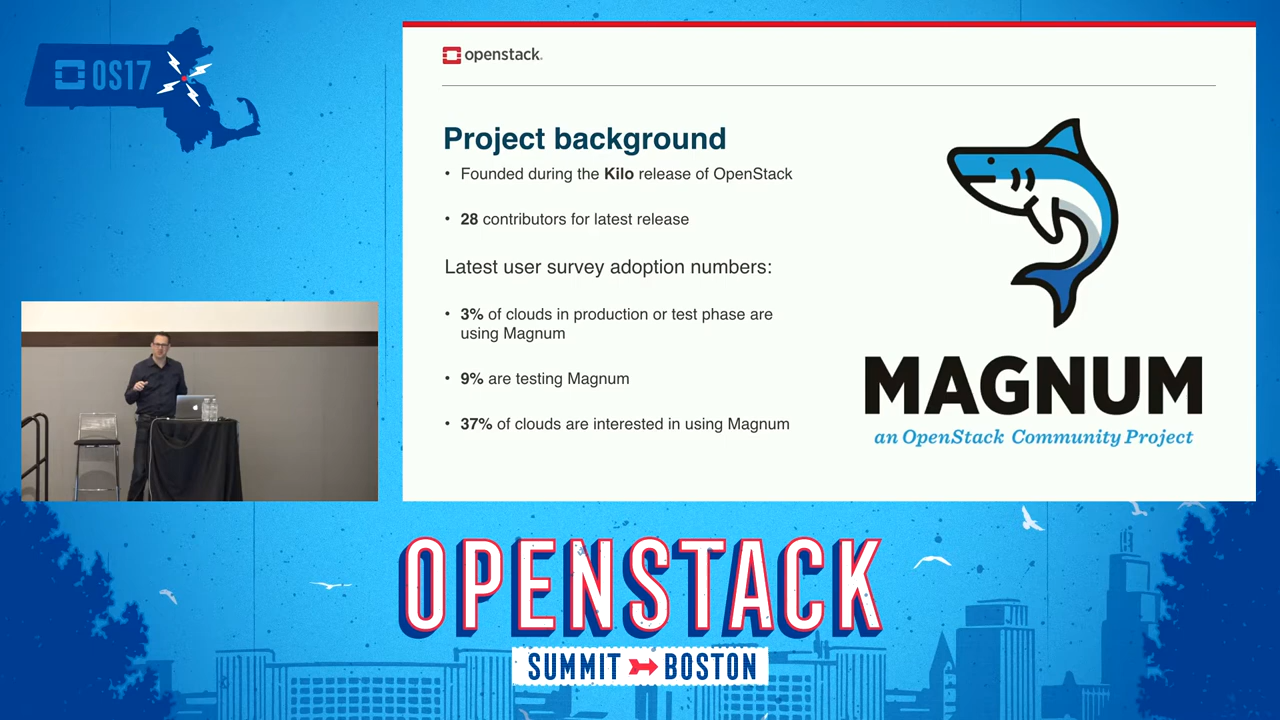 OS17
openstack.
Project background
• Founded during the Kilo release of OpenStack
• 28 contributors for latest release
Latest user survey adoption numbers:
• 3% of clouds in production or test phase are
using Magnum
• 9% are testing Magnum
• 37% of clouds are interested in using Magnum
MAGNUM
an OpenStack Community Project
OPENSTACK
SUMMIT BOSTON